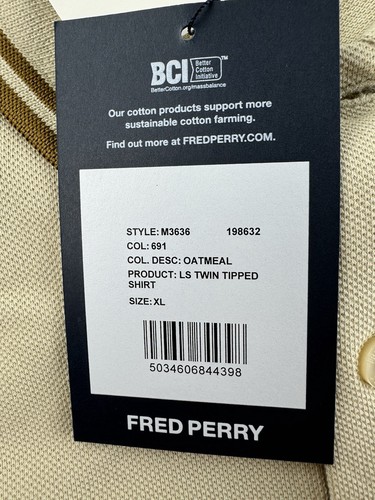 BCI™
Better
Cotton
Initiative
BetterCotton.org/massbalance
Our cotton products support more
sustainable cotton farming.
Find out more at FREDPERRY.COM.
STYLE: M3636 198632
COL: 691
COL. DESC: OATMEAL
PRODUCT: LS TWIN TIPPED
SHIRT
SIZE: XL
5034606844398
FRED PERRY